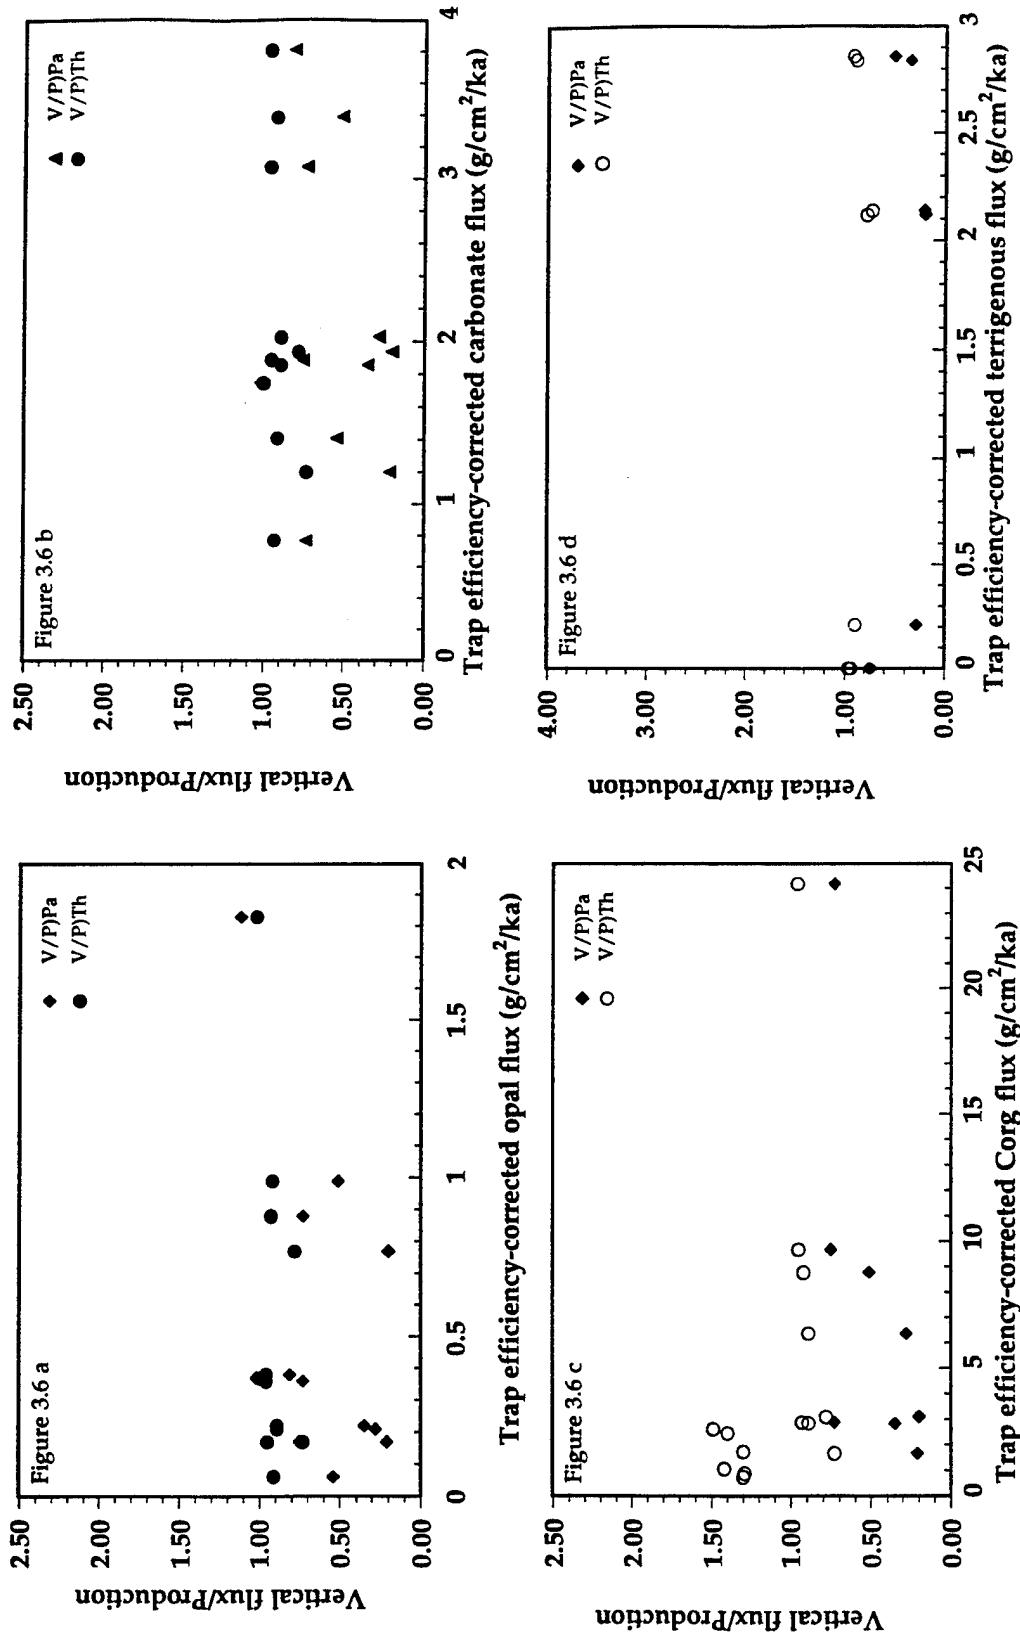 Figure 3.6 a
V/P)Pa
V/P)Th
2.50
2.00
1.50
1.00
0.50
0.00
Vertical flux/Production
0
0.5
1
1.5
2
Trap efficiency-corrected opal flux (g/cm²/ka)
Figure 3.6 b
V/P)Pa
V/P)Th
2.50
2.00
1.50
1.00
0.50
0.00
Vertical flux/Production
0
1
2
3
4
Trap efficiency-corrected carbonate flux (g/cm²/ka)
Figure 3.6 c
V/P)Pa
V/P)Th
2.50
2.00
1.50
1.00
0.50
0.00
Vertical flux/Production
0
5
10
15
20
25
Trap efficiency-corrected Corg flux (g/cm²/ka)
Figure 3.6 d
V/P)Pa
V/P)Th
4.00
3.00
2.00
1.00
0.00
Vertical flux/Production
0
0.5
1
1.5
2
2.5
3
Trap efficiency-corrected terrigenous flux (g/cm²/ka)